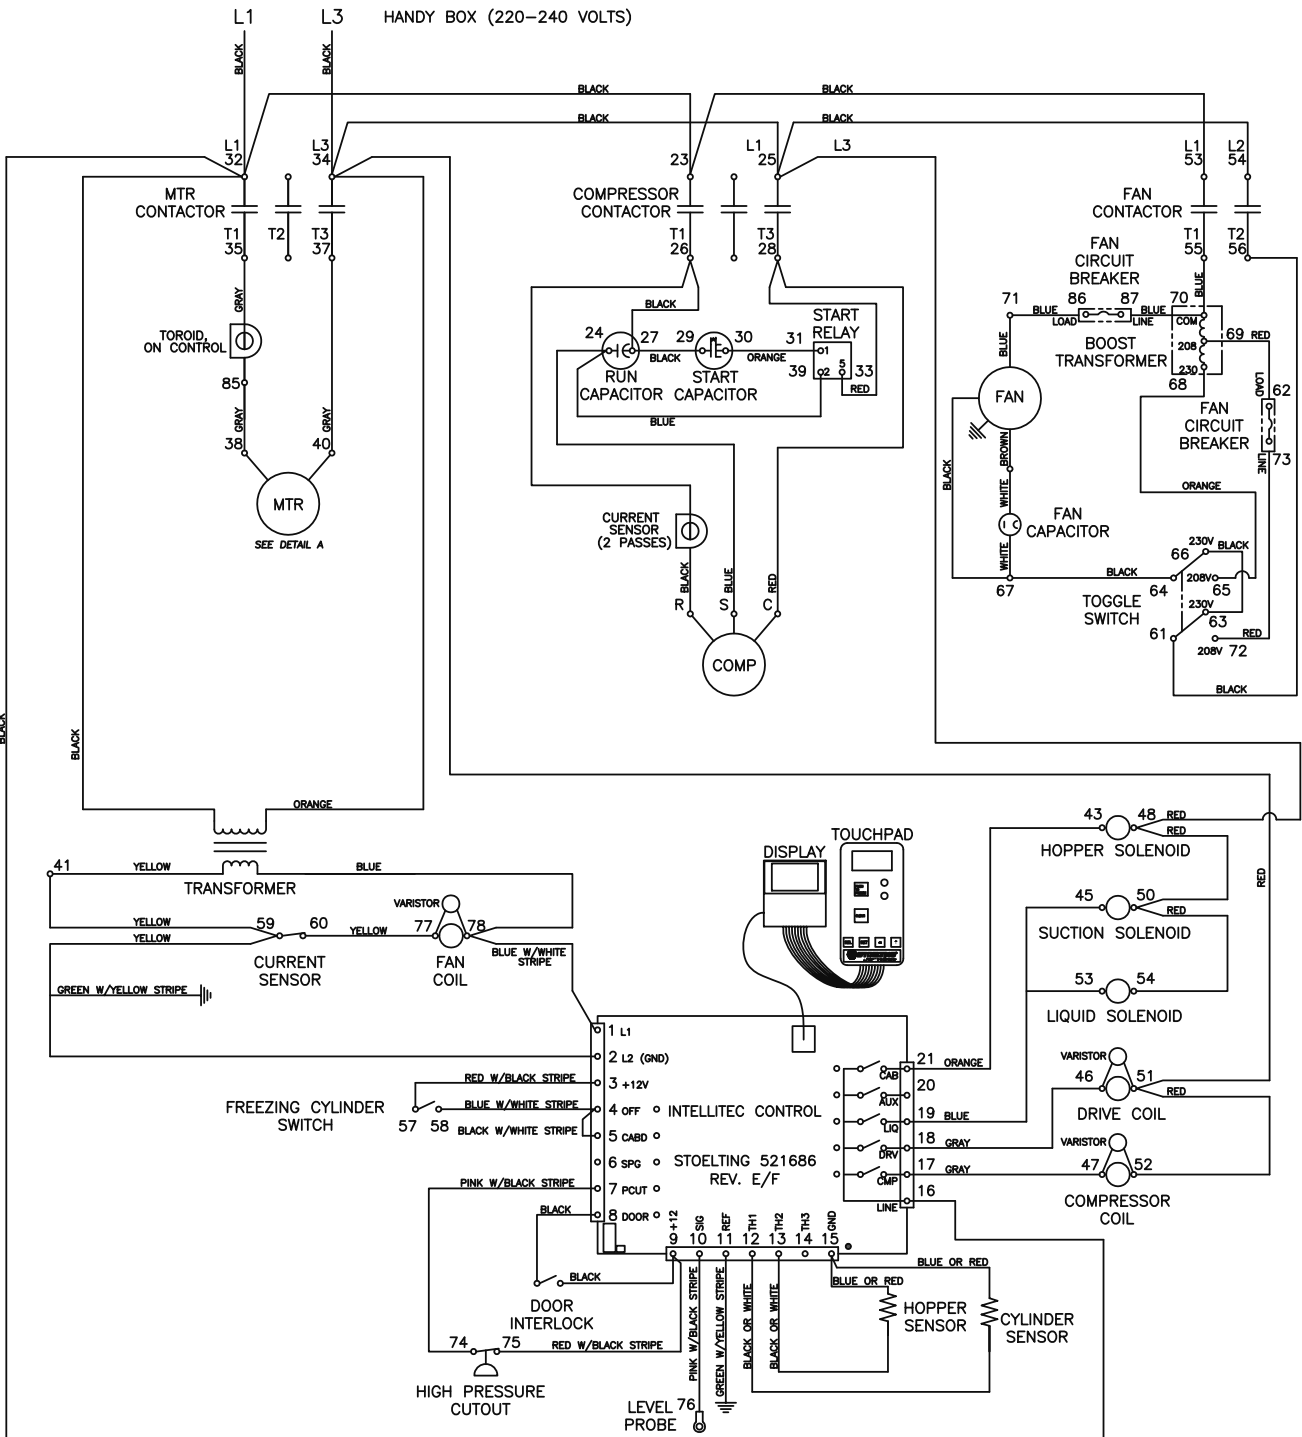 L1 L3 HANDY BOX (220-240 VOLTS)
BLACK BLACK
BLACK BLACK
BLACK BLACK
L1 L3 L1 L3 L1 L2
32 34 23 25 53 54
MTR
CONTACTOR
COMPRESSOR
CONTACTOR
FAN
CONTACTOR
T1 T2 T3 T1 T3 T1 T2
35 37 26 28 55 56
GRAY
TOROID,
ON CONTROL
85
GRAY GRAY
38 40
MTR
SEE DETAIL A
BLACK
24 27 29 30 31
BLACK ORANGE
START
RELAY
1
2 5
39 33
RED
RUN
CAPACITOR
START
CAPACITOR
BLUE
CURRENT
SENSOR
(2 PASSES)
BLACK BLUE RED
R S C
COMP
FAN
CIRCUIT
BREAKER
BLUE
71 86 87 70
BLUE BLUE
LOAD LINE
COM
208
230
69 RED
BOOST
TRANSFORMER
68
BLUE
FAN
LOAD 62
FAN
CIRCUIT
BREAKER
LINE 73
BROWN
BLACK
WHITE
ORANGE
FAN
CAPACITOR
WHITE
67
BLACK
230V BLACK
66
64 208V 65
TOGGLE
SWITCH
230V
63
61
RED
208V 72
BLACK
BLACK
BLACK
ORANGE
41 YELLOW BLUE
TRANSFORMER
VARISTOR
YELLOW 59 60 77 78
YELLOW YELLOW
CURRENT
SENSOR
FAN
COIL
BLUE W/WHITE
STRIPE
GREEN W/YELLOW STRIPE
DISPLAY
TOUCHPAD
43 48 RED
RED
HOPPER SOLENOID
RED
45 50
RED
SUCTION SOLENOID
53 54
LIQUID SOLENOID
VARISTOR
46 51
RED
DRIVE COIL
VARISTOR
47 52
COMPRESSOR
COIL
1 L1
2 L2 (GND)
RED W/BLACK STRIPE 3 +12V
BLUE W/WHITE STRIPE 4 OFF
BLACK W/WHITE STRIPE 5 CABD
FREEZING CYLINDER
SWITCH
57 58
6 SPG
PINK W/BLACK STRIPE 7 PCUT
BLACK 8 DOOR
INTELLITEC CONTROL
STOELTING 521686
REV. E/F
CAB 21 ORANGE
AUX 20
LIQ 19 BLUE
DRV 18 GRAY
CMP 17 GRAY
LINE 16
+12 SIG REF TH1 TH2 TH3 GND
9 10 11 12 13 14 15
BLACK
DOOR
INTERLOCK
74 75 RED W/BLACK STRIPE
HIGH PRESSURE
CUTOUT
PINK W/BLACK STRIPE
GREEN W/YELLOW STRIPE
BLACK OR WHITE
BLACK OR WHITE
BLUE OR RED
BLUE OR RED
HOPPER
SENSOR
CYLINDER
SENSOR
LEVEL
PROBE
76